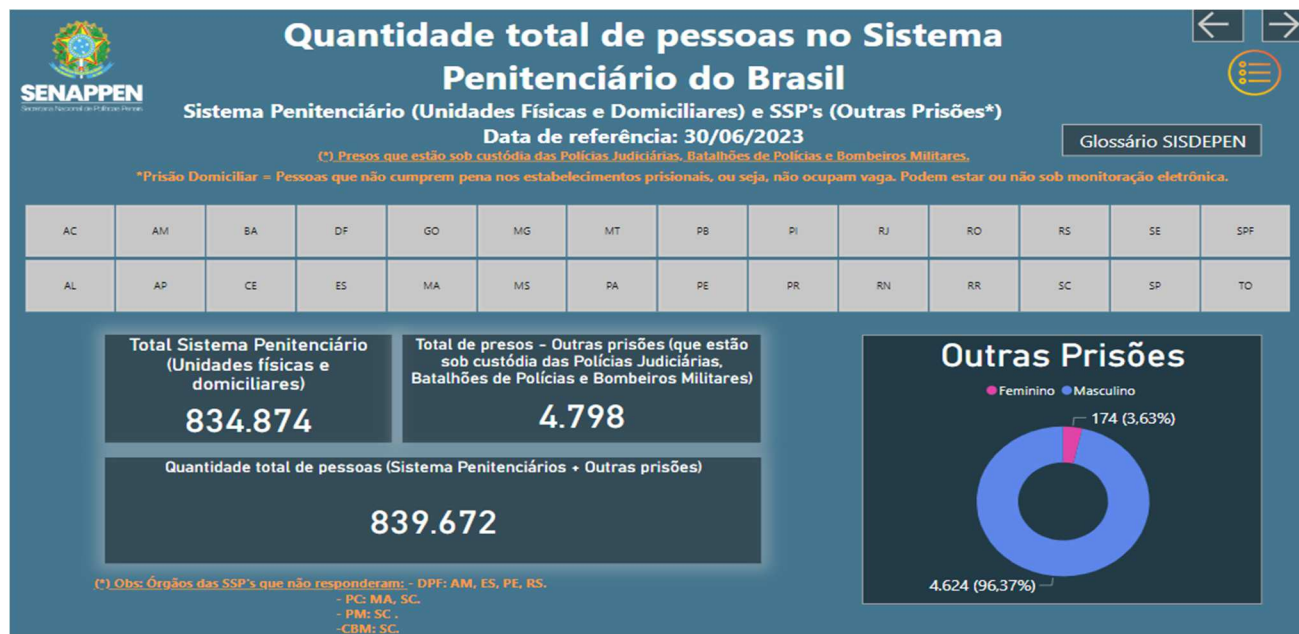 Quantidade total de pessoas no Sistema
Penitenciário do Brasil
SENAPPEN
Secretaria Nacional de Políticas Penais
Sistema Penitenciário (Unidades Físicas e Domiciliares) e SSP's (Outras Prisões*)
Data de referência: 30/06/2023
Glossário SISDEPEN
(*) Presos que estão sob custódia das Polícias Judiciárias, Batalhões de Polícias e Bombeiros Militares.
*Prisão Domiciliar = Pessoas que não cumprem pena nos estabelecimentos prisionais, ou seja, não ocupam vaga. Podem estar ou não sob monitoração eletrônica.
AC AM BA DF GO MG MT PB PI RJ RO RS SE SPF
AL AP CE ES MA MS PA PE PR RN RR SC SP TO
Total Sistema Penitenciário
(Unidades físicas e
domiciliares)
834.874
Total de presos - Outras prisões (que estão
sob custódia das Polícias Judiciárias,
Batalhões de Polícias e Bombeiros Militares)
4.798
Quantidade total de pessoas (Sistema Penitenciários + Outras prisões)
839.672
Outras Prisões
Feminino Masculino
174 (3,63%)
4.624 (96,37%)
(*) Obs: Órgãos das SSP's que não responderam: - DPF: AM, ES, PE, RS.
- PC: MA, SC.
- PM: SC .
-CBM: SC.